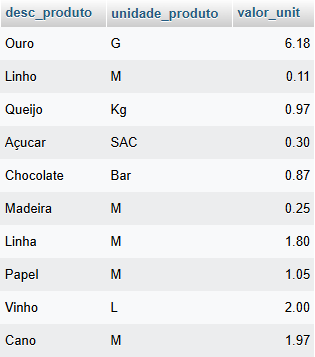 desc_produto unidade_produto valor_unit
Ouro G 6.18
Linho M 0.11
Queijo Kg 0.97
Açucar SAC 0.30
Chocolate Bar 0.87
Madeira M 0.25
Linha M 1.80
Papel M 1.05
Vinho L 2.00
Cano M 1.97